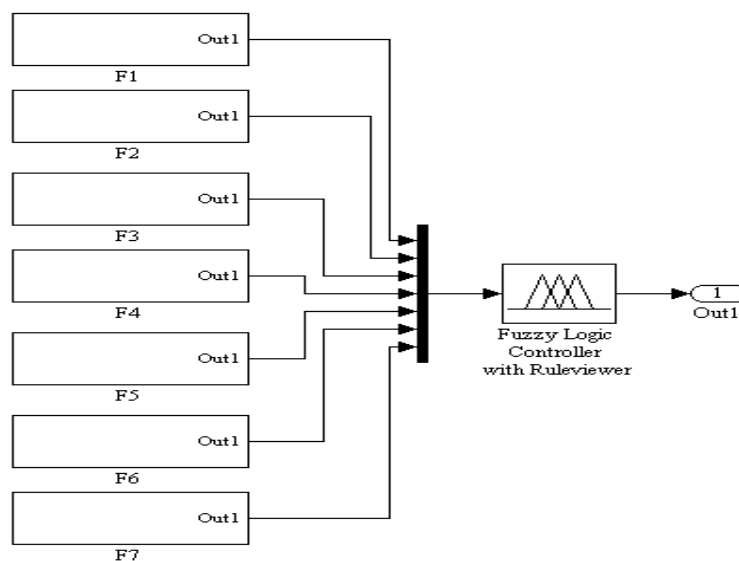 Out1
F1
Out1
F2
Out1
F3
Out1
F4
Out1
F5
Out1
F6
Out1
F7
Fuzzy Logic
Controller
with Ruleviewer
1
Out1